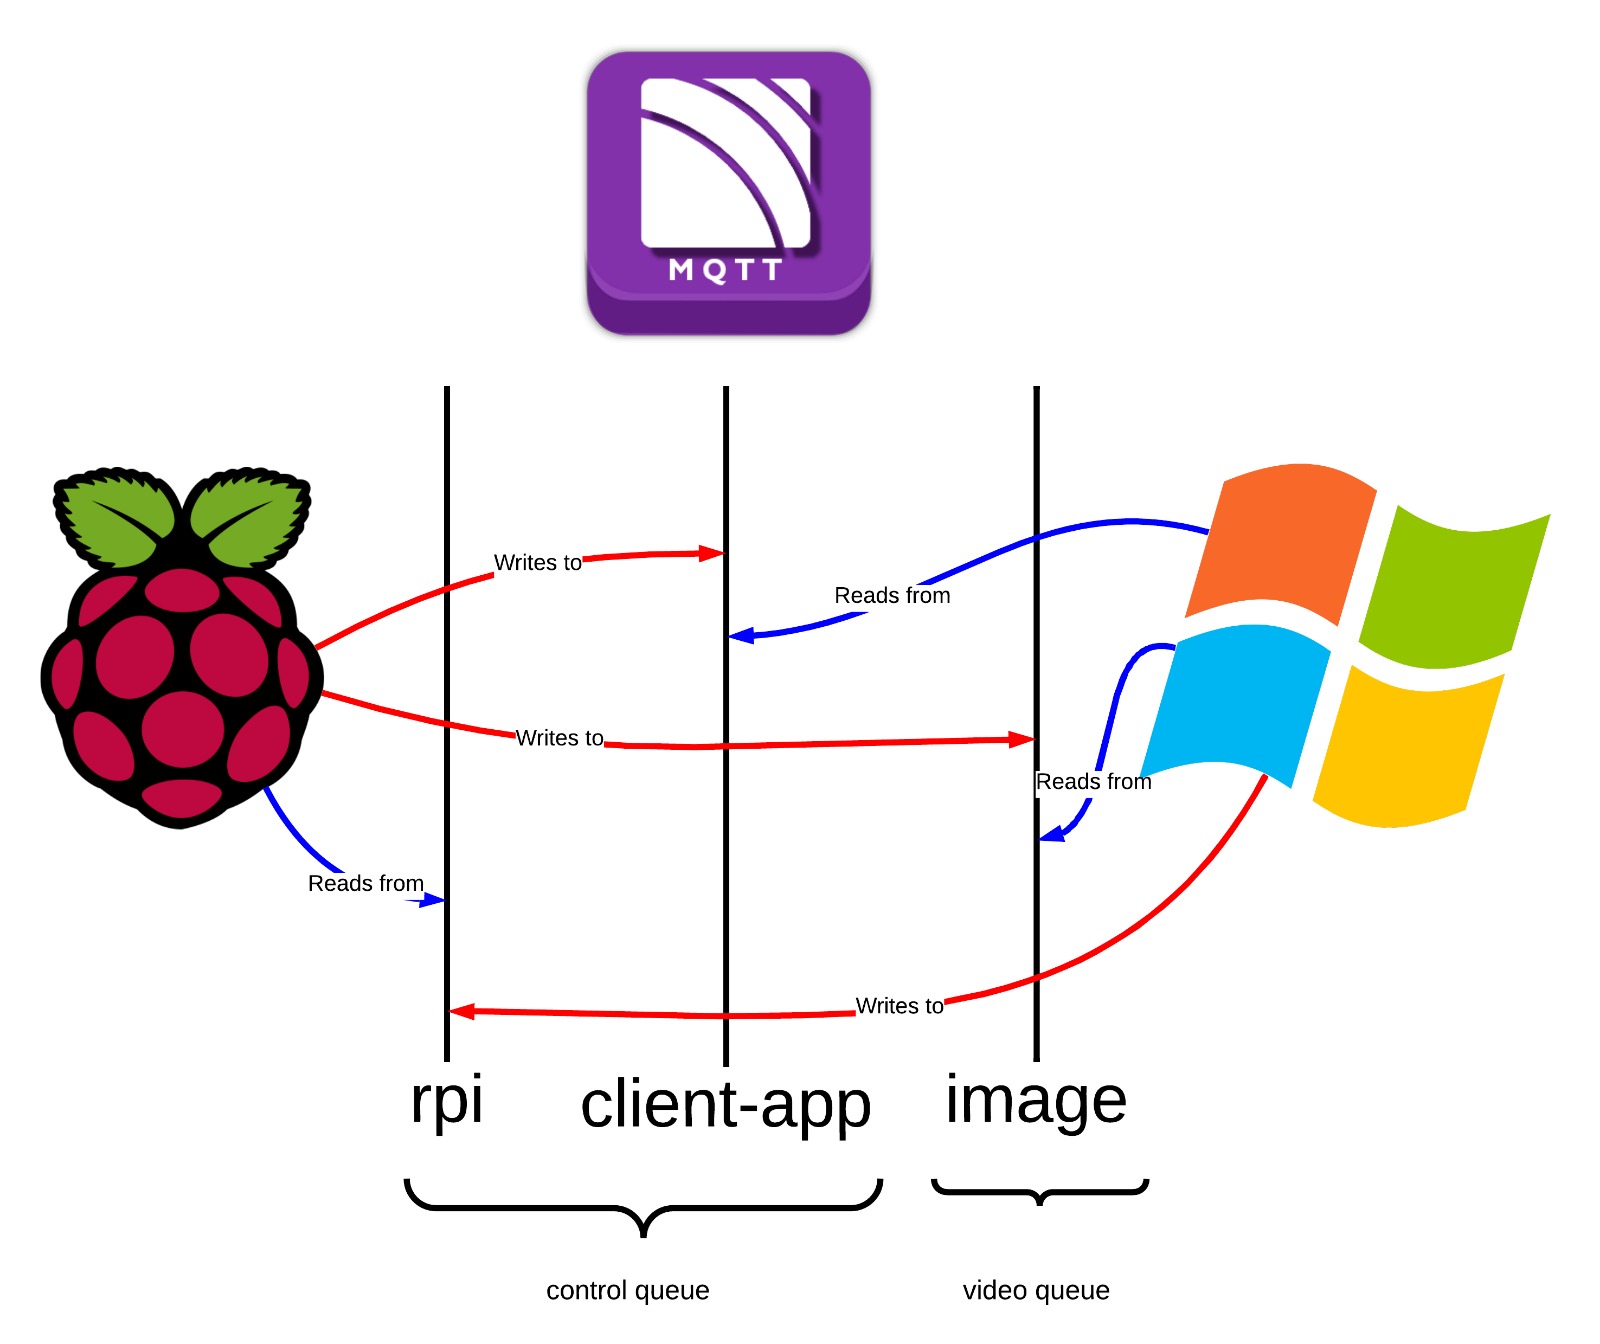 MQTT
Writes to
Reads from
Writes to
Reads from
Reads from
Writes to
rpi
client-app
image
control queue
video queue